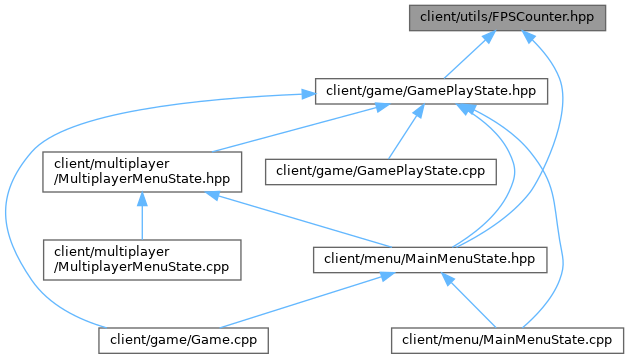 client/utils/FPSCounter.hpp
client/game/GamePlayState.hpp
client/multiplayer
/MultiplayerMenuState.hpp
client/game/GamePlayState.cpp
client/multiplayer
/MultiplayerMenuState.cpp
client/menu/MainMenuState.hpp
client/game/Game.cpp
client/menu/MainMenuState.cpp